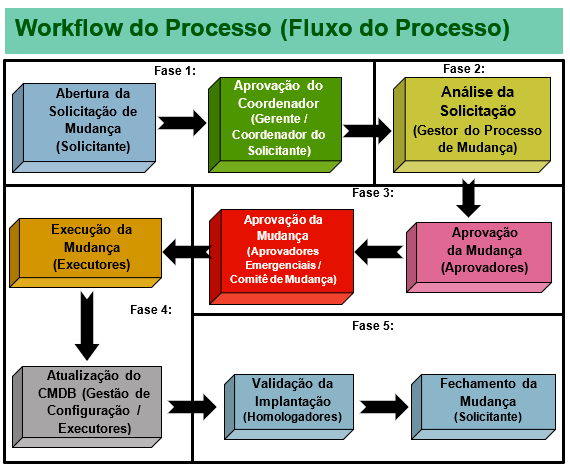 Workflow do Processo (Fluxo do Processo)
Fase 1:
Abertura da
Solicitação de
Mudança
(Solicitante)
Aprovação do
Coordenador
(Gerente /
Coordenador do
Solicitante)
Fase 2:
Análise da
Solicitação
(Gestor do Processo
de Mudança)
Fase 3:
Aprovação
da Mudança
(Aprovadores)
Aprovação da
Mudança
(Aprovadores
Emergenciais /
Comitê de Mudança)
Execução da
Mudança
(Executores)
Fase 4:
Atualização do
CMDB (Gestão de
Configuração /
Executores)
Fase 5:
Validação da
Implantação
(Homologadores)
Fechamento da
Mudança
(Solicitante)